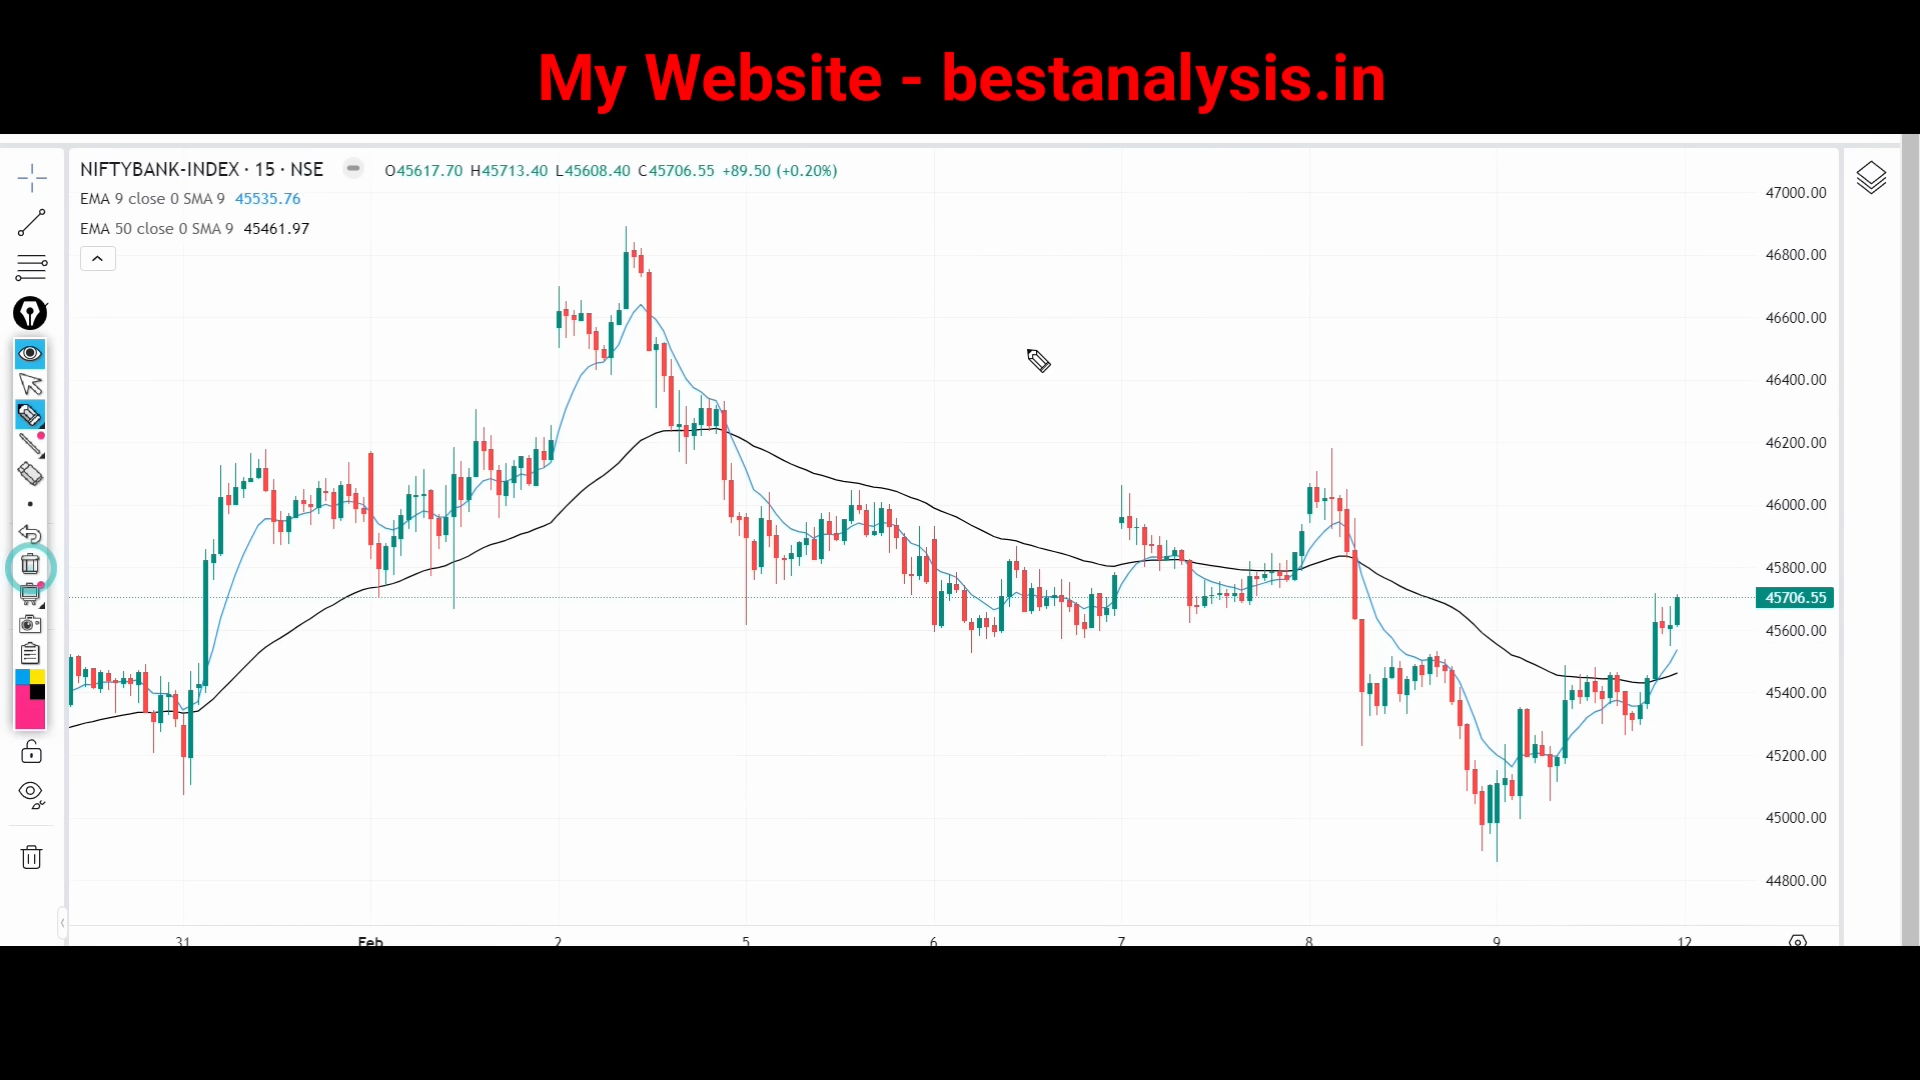 My Website - bestanalysis.in
NIFTYBANK-INDEX · 15 · NSE O45617.70 H45713.40 L45608.40 C45706.55 +89.50 (+0.20%)
EMA 9 close 0 SMA 9 45535.76
EMA 50 close 0 SMA 9 45461.97
47000.00
46800.00
46600.00
46400.00
46200.00
46000.00
45800.00
45706.55
45600.00
45400.00
45200.00
45000.00
44800.00
31 Feb 2 5 6 7 8 9 12